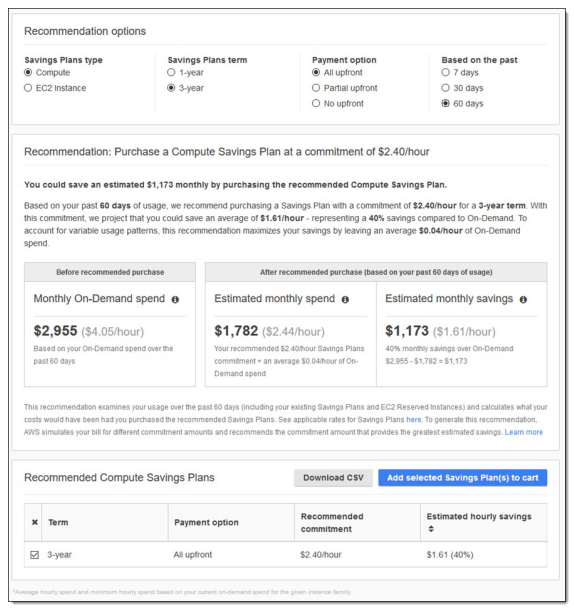 Recommendation options
Savings Plans type
Compute
EC2 Instance
Savings Plans term
1-year
3-year
Payment option
All upfront
Partial upfront
No upfront
Based on the past
7 days
30 days
60 days
Recommendation: Purchase a Compute Savings Plan at a commitment of $2.40/hour
You could save an estimated $1,173 monthly by purchasing the recommended Compute Savings Plan.
Based on your past 60 days of usage, we recommend purchasing a Savings Plan with a commitment of $2.40/hour for a 3-year term. With
this commitment, we project that you could save an average of $1.61/hour - representing a 40% savings compared to On-Demand. To
account for variable usage patterns, this recommendation maximizes your savings by leaving an average $0.04/hour of On-Demand
spend.
Before recommended purchase
After recommended purchase (based on your past 60 days of usage)
Monthly On-Demand spend
$2,955 ($4.05/hour)
Based on your On-Demand spend over the
past 60 days
Estimated monthly spend
$1,782 ($2.44/hour)
Your recommended $2.40/hour Savings Plans
commitment + an average $0.04/hour of On-
Demand spend
Estimated monthly savings
$1,173 ($1.61/hour)
40% monthly savings over On-Demand
$2,955 - $1,782 = $1,173
This recommendation examines your usage over the past 60 days (including your existing Savings Plans and EC2 Reserved Instances) and calculates what your
costs would have been had you purchased the recommended Savings Plans. See applicable rates for Savings Plans here. To generate this recommendation,
AWS simulates your bill for different commitment amounts and recommends the commitment amount that provides the greatest estimated savings. Learn more
Recommended Compute Savings Plans
Download CSV
Add selected Savings Plan(s) to cart
Term
Payment option
Recommended
commitment
Estimated hourly savings
3-year
All upfront
$2.40/hour
$1.61 (40%)
*Average hourly spend and minimum hourly spend based on your current on-demand spend for the given instance family.